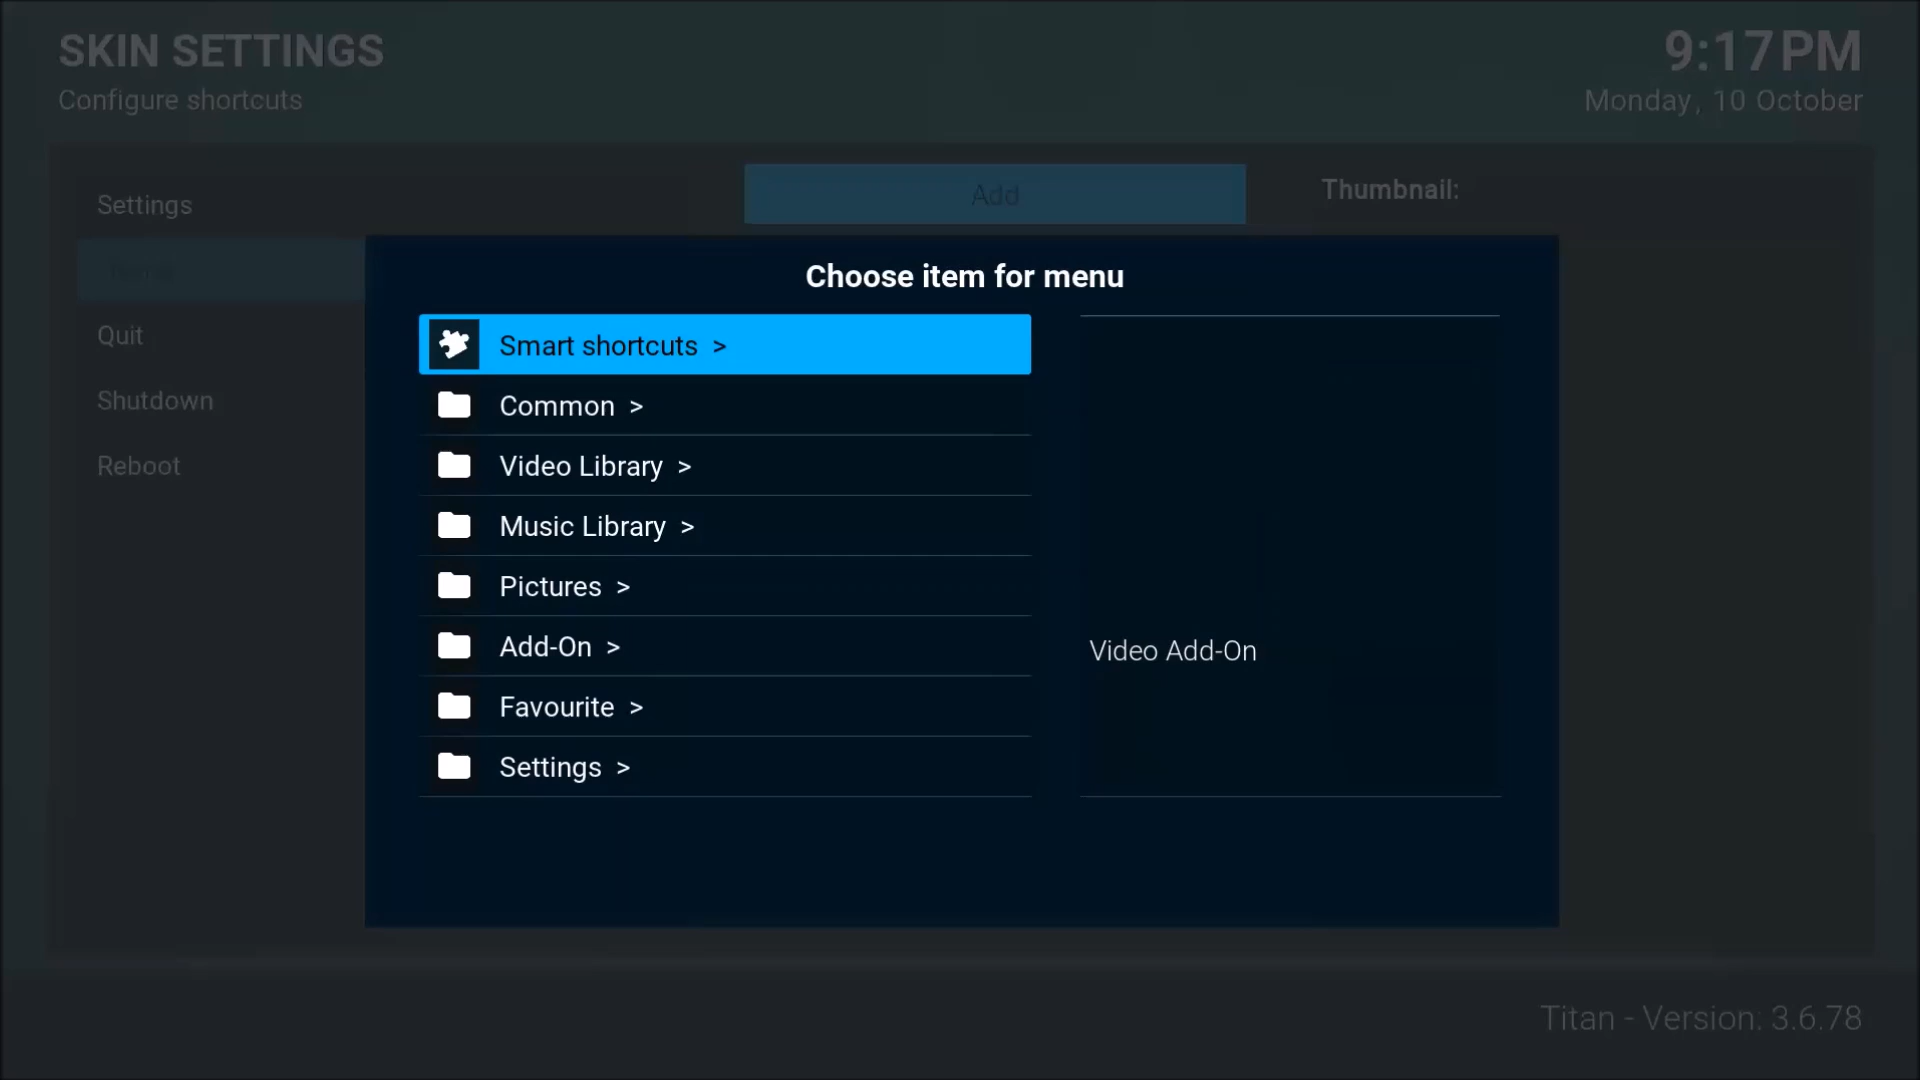 SKIN SETTINGS
Configure shortcuts
9:17 PM
Monday, 10 October
Settings
Quit
Shutdown
Reboot
Add
Thumbnail:
Choose item for menu
Smart shortcuts >
Common >
Video Library >
Music Library >
Pictures >
Add-On >
Favourite >
Settings >
Video Add-On
Titan - Version: 3.6.78